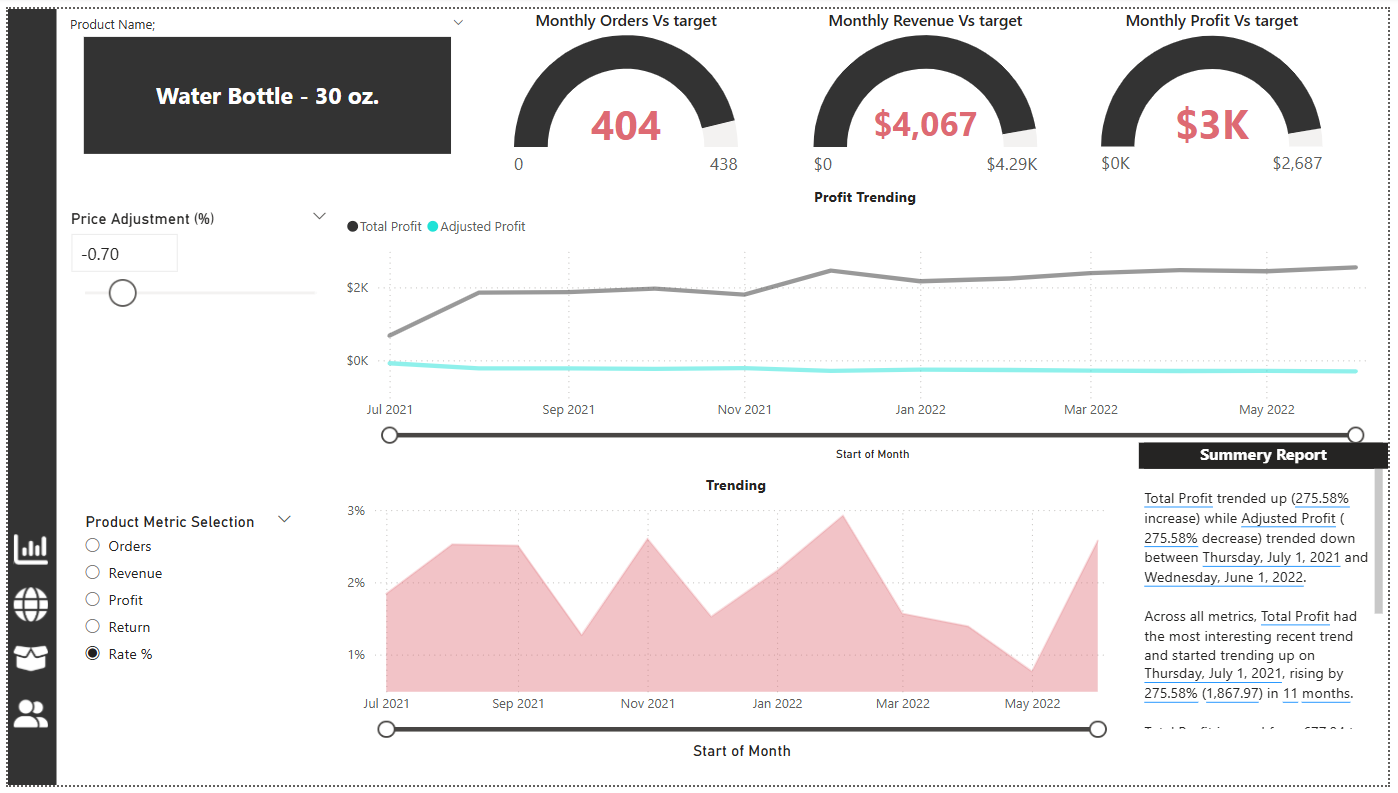 Product Name;
Water Bottle - 30 oz.
Monthly Orders Vs target
404
0
438
Monthly Revenue Vs target
$4,067
$0
$4.29K
Monthly Profit Vs target
$3K
$0K
$2,687
Price Adjustment (%)
-0.70
Profit Trending
Total Profit
Adjusted Profit
$2K
$0K
Jul 2021
Sep 2021
Nov 2021
Jan 2022
Mar 2022
May 2022
Start of Month
Product Metric Selection
Orders
Revenue
Profit
Return
Rate %
Trending
3%
2%
1%
Jul 2021
Sep 2021
Nov 2021
Jan 2022
Mar 2022
May 2022
Start of Month
Summery Report
Total Profit trended up (275.58%
increase) while Adjusted Profit (
275.58% decrease) trended down
between Thursday, July 1, 2021 and
Wednesday, June 1, 2022.
Across all metrics, Total Profit had
the most interesting recent trend
and started trending up on
Thursday, July 1, 2021, rising by
275.58% (1,867.97) in 11 months.